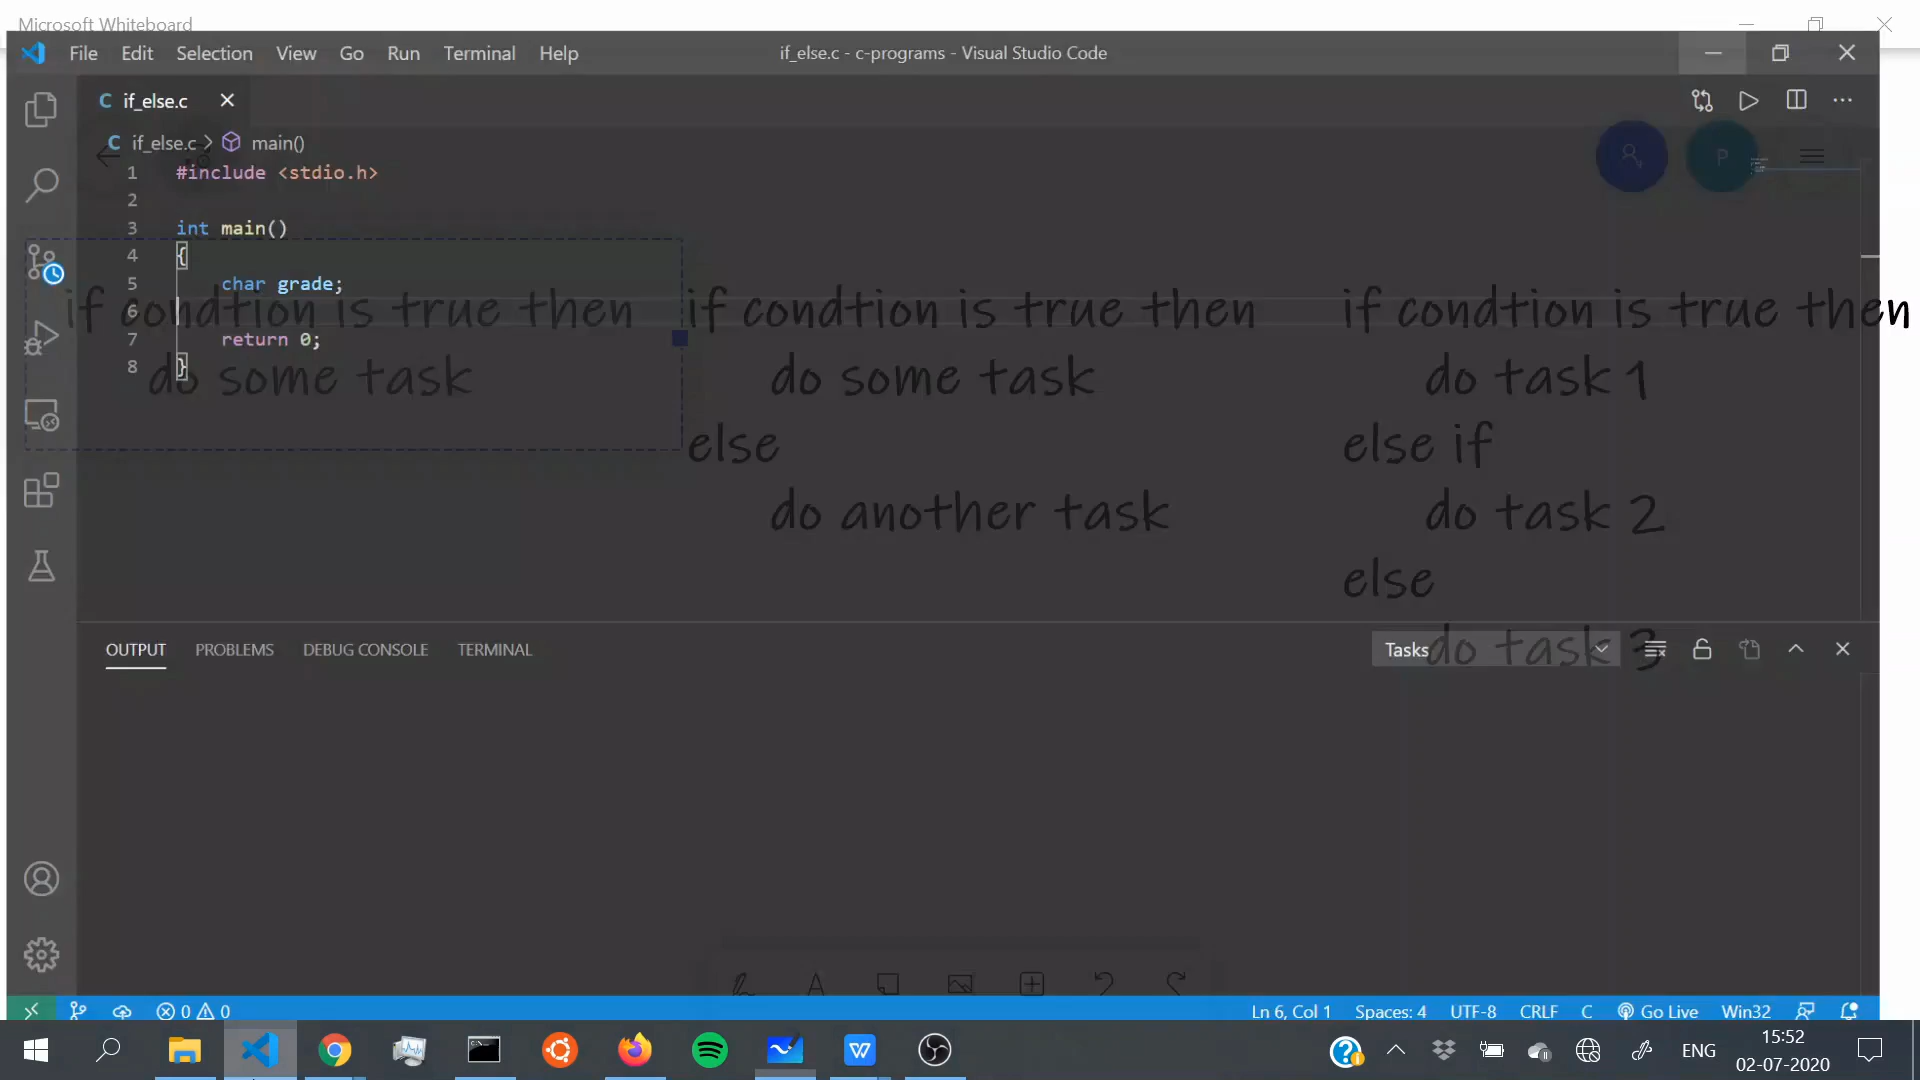 Microsoft Whiteboard
File Edit Selection View Go Run Terminal Help if_else.c - c-programs - Visual Studio Code
C if_else.c
C if_else.c > main()
P
1 #include <stdio.h>
2
3 int main()
4 {
5 char grade;
6
7 return 0;
8 }
if condtion is true then
do some task
if condtion is true then
do some task
else
do another task
if condtion is true then
do task 1
else if
do task 2
else
do task 3
OUTPUT PROBLEMS DEBUG CONSOLE TERMINAL Tasks
0 0 Ln 6, Col 1 Spaces: 4 UTF-8 CRLF C Go Live Win32
ENG 15:52
02-07-2020